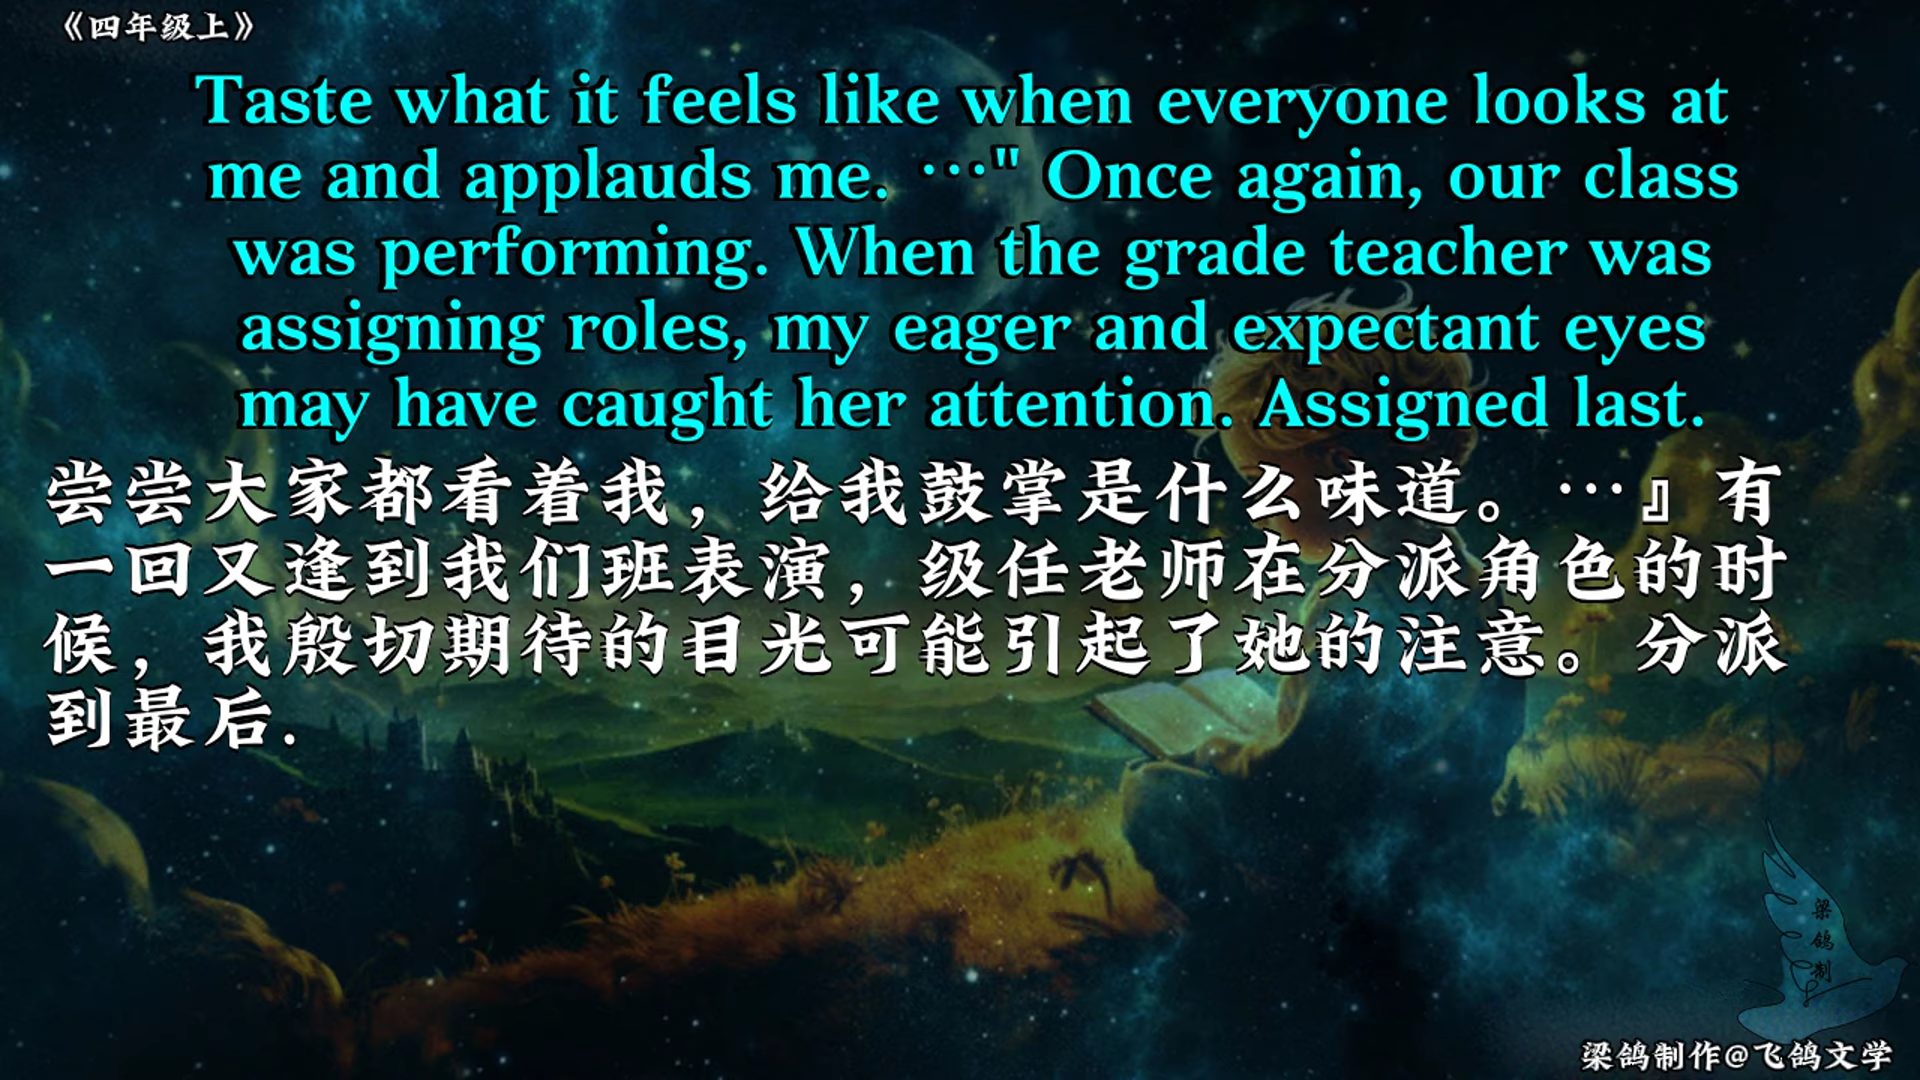 《四年级上》
Taste what it feels like when everyone looks at
me and applauds me. ···" Once again, our class
was performing. When the grade teacher was
assigning roles, my eager and expectant eyes
may have caught her attention. Assigned last.
尝尝大家都看着我，给我鼓掌是什么味道。···』有
一回又逢到我们班表演，级任老师在分派角色的时
候，我殷切期待的目光可能引起了她的注意。分派
到最后.
梁
鸽
制
梁鸽制作@飞鸽文学